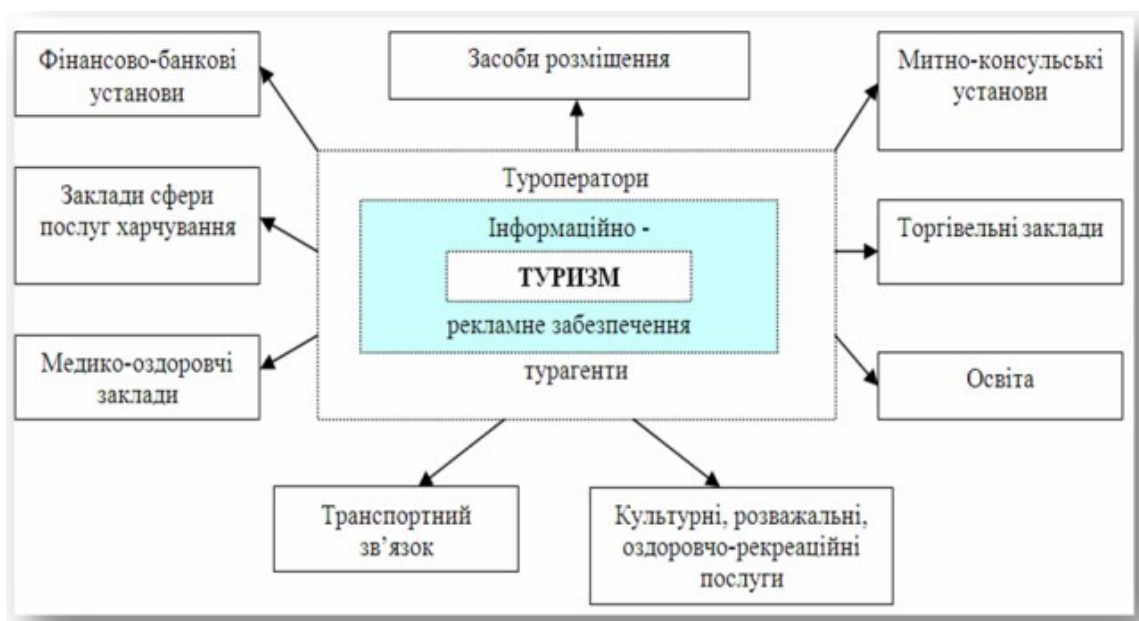 Фінансово-банкові
установи
Засоби розміщення
Митно-консульські
установи
Заклади сфери
послуг харчування
Туроператори
Інформаційно -
ТУРИЗМ
рекламне забезпечення
турагенти
Торгівельні заклади
Медико-оздоровчі
заклади
Освіта
Транспортний
зв’язок
Культурні, розважальні,
оздоровчо-рекреаційні
послуги